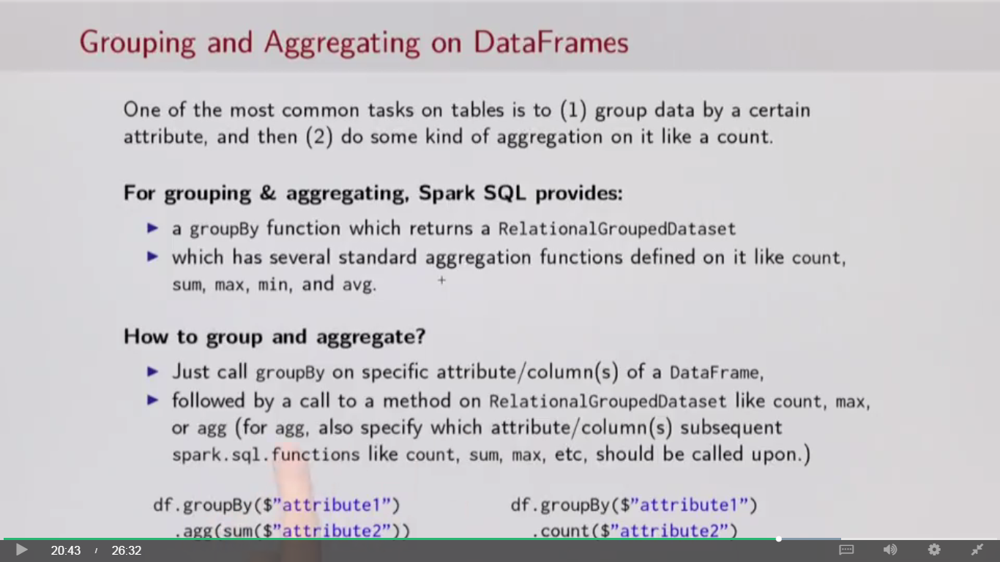 Grouping and Aggregating on DataFrames
One of the most common tasks on tables is to (1) group data by a certain
attribute, and then (2) do some kind of aggregation on it like a count.
For grouping & aggregating, Spark SQL provides:
▶ a groupBy function which returns a RelationalGroupedDataset
▶ which has several standard aggregation functions defined on it like count,
sum, max, min, and avg.
How to group and aggregate?
▶ Just call groupBy on specific attribute/column(s) of a DataFrame,
▶ followed by a call to a method on RelationalGroupedDataset like count, max,
or agg (for agg, also specify which attribute/column(s) subsequent
spark.sql.functions like count, sum, max, etc, should be called upon.)
df.groupBy($"attribute1")
.agg(sum($"attribute2"))
df.groupBy($"attribute1")
.count($"attribute2")
20:43 / 26:32